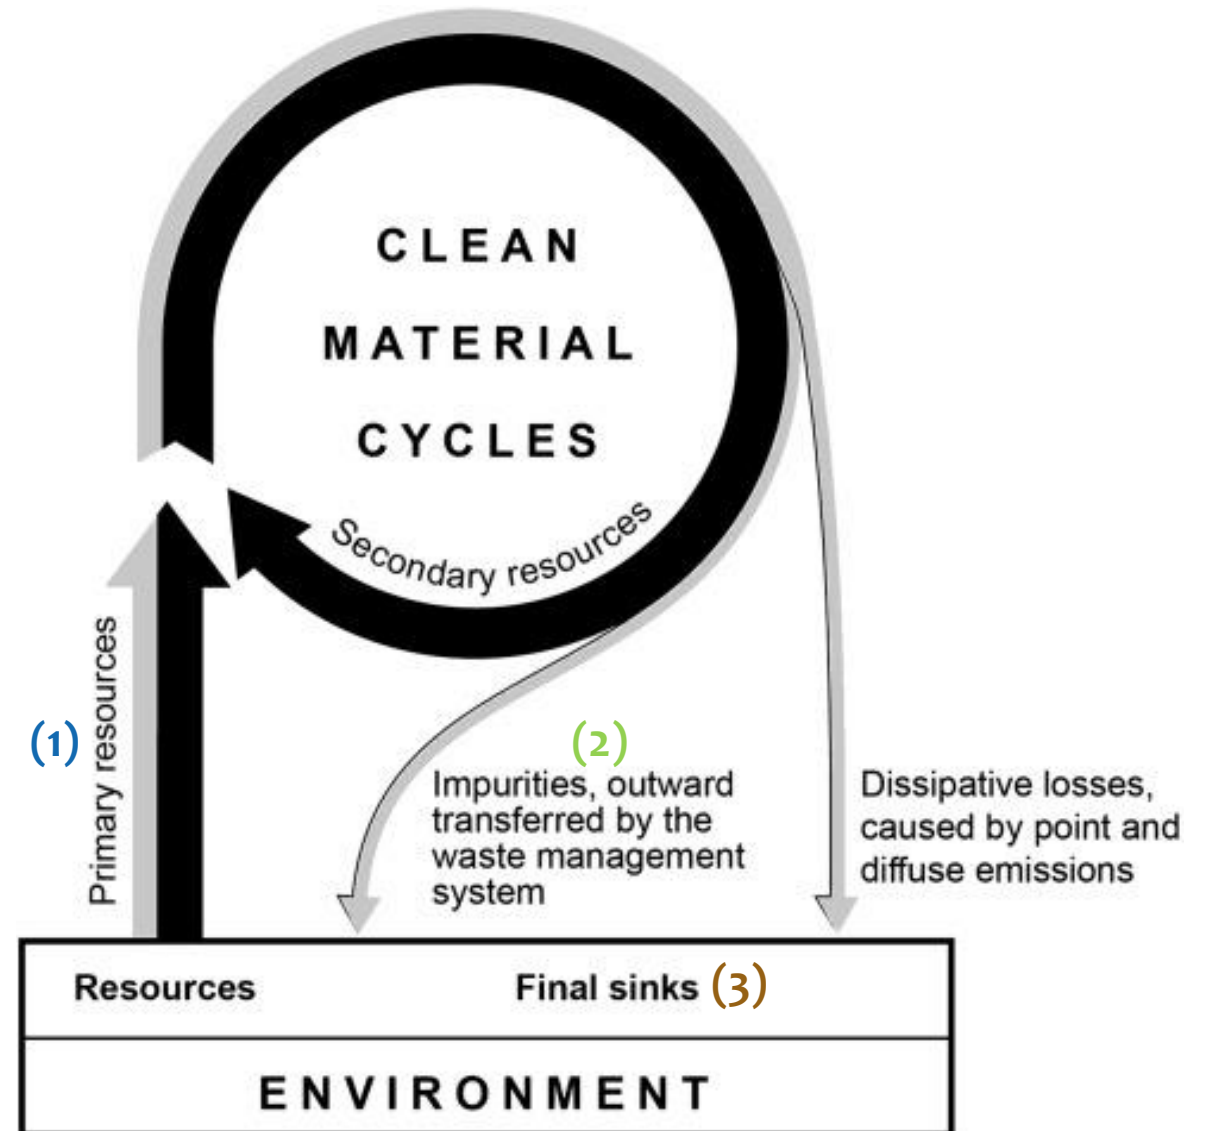 CLEAN
MATERIAL
CYCLES
Secondary resources
Primary resources
(1)
(2)
Impurities, outward
transferred by the
waste management
system
Dissipative losses,
caused by point and
diffuse emissions
Resources
Final sinks (3)
ENVIRONMENT